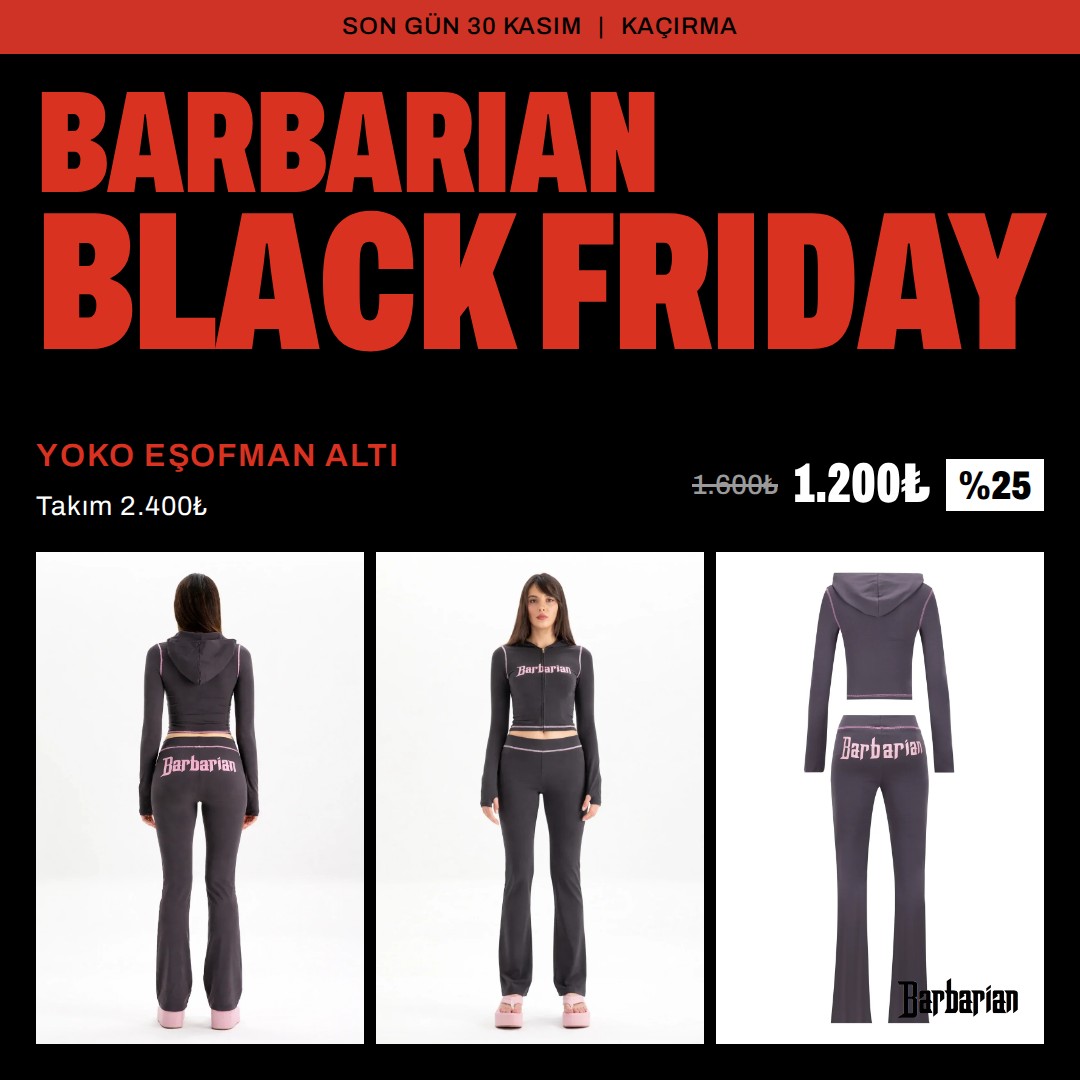 SON GÜN 30 KASIM | KAÇIRMA
BARBARIAN
BLACK FRIDAY
YOKO EŞOFMAN ALTI
Takım 2.400₺
1.600₺ 1.200₺ %25
Barbarian
Barbarian
Barbarian
Barbarian